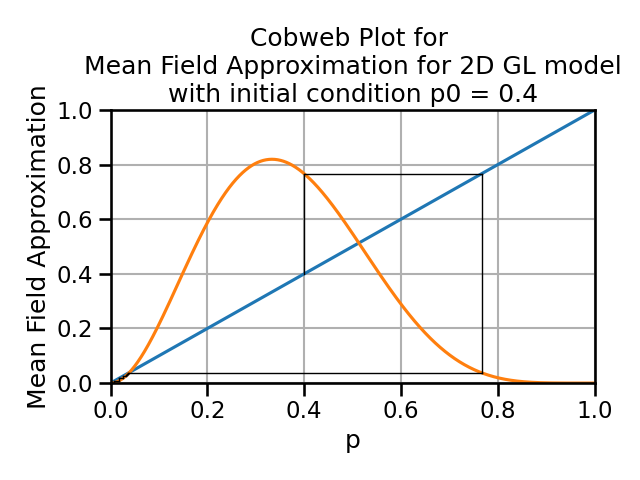 Cobweb Plot for
Mean Field Approximation for 2D GL model
with initial condition p0 = 0.4
Mean Field Approximation
1.0
0.8
0.6
0.4
0.2
0.0
0.0 0.2 0.4 0.6 0.8 1.0
p